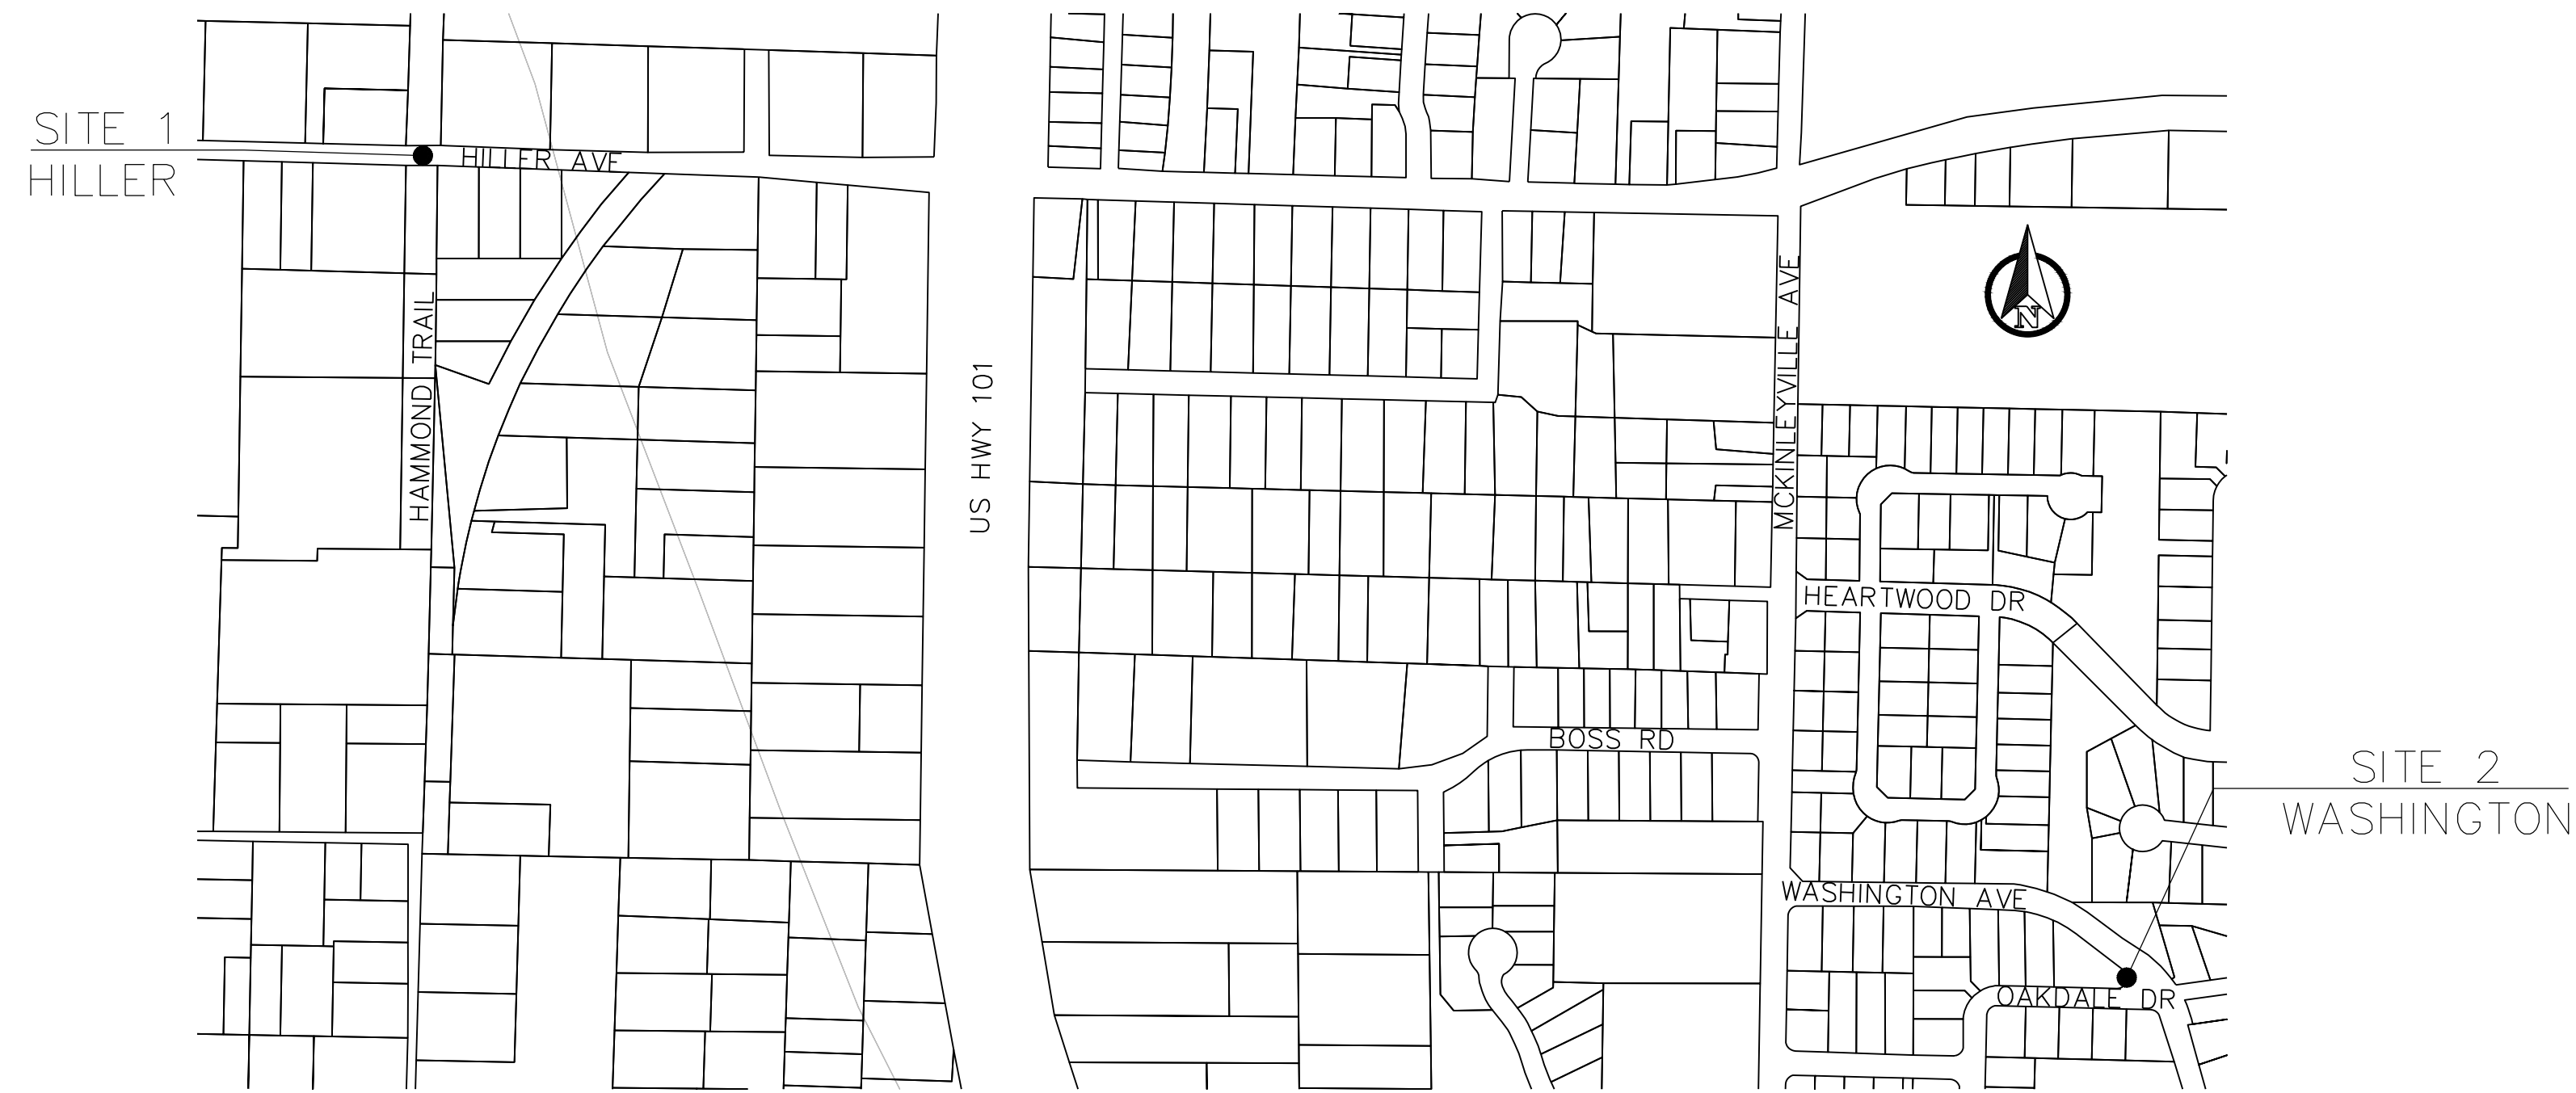 SITE 1
HILLER
HILLER AVE
HAMMOND TRAIL
US HWY 101
MCKINLEYVILLE AVE
N
HEARTWOOD DR
BOSS RD
SITE 2
WASHINGTON
WASHINGTON AVE
OAKDALE DR